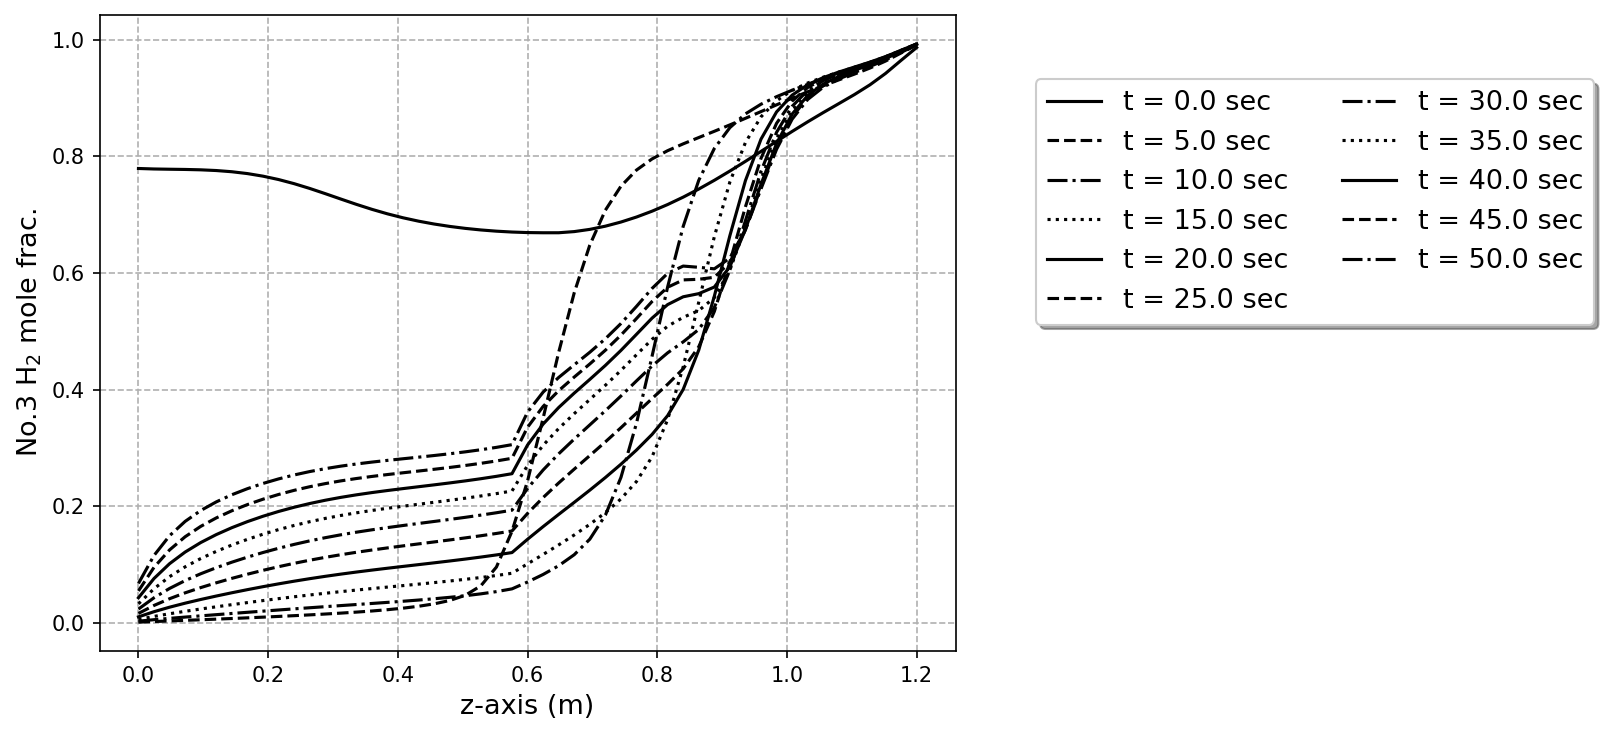 No.3 H₂ mole frac.
1.0
0.8
0.6
0.4
0.2
0.0
0.0 0.2 0.4 0.6 0.8 1.0 1.2
z-axis (m)
t = 0.0 sec
t = 5.0 sec
t = 10.0 sec
t = 15.0 sec
t = 20.0 sec
t = 25.0 sec
t = 30.0 sec
t = 35.0 sec
t = 40.0 sec
t = 45.0 sec
t = 50.0 sec